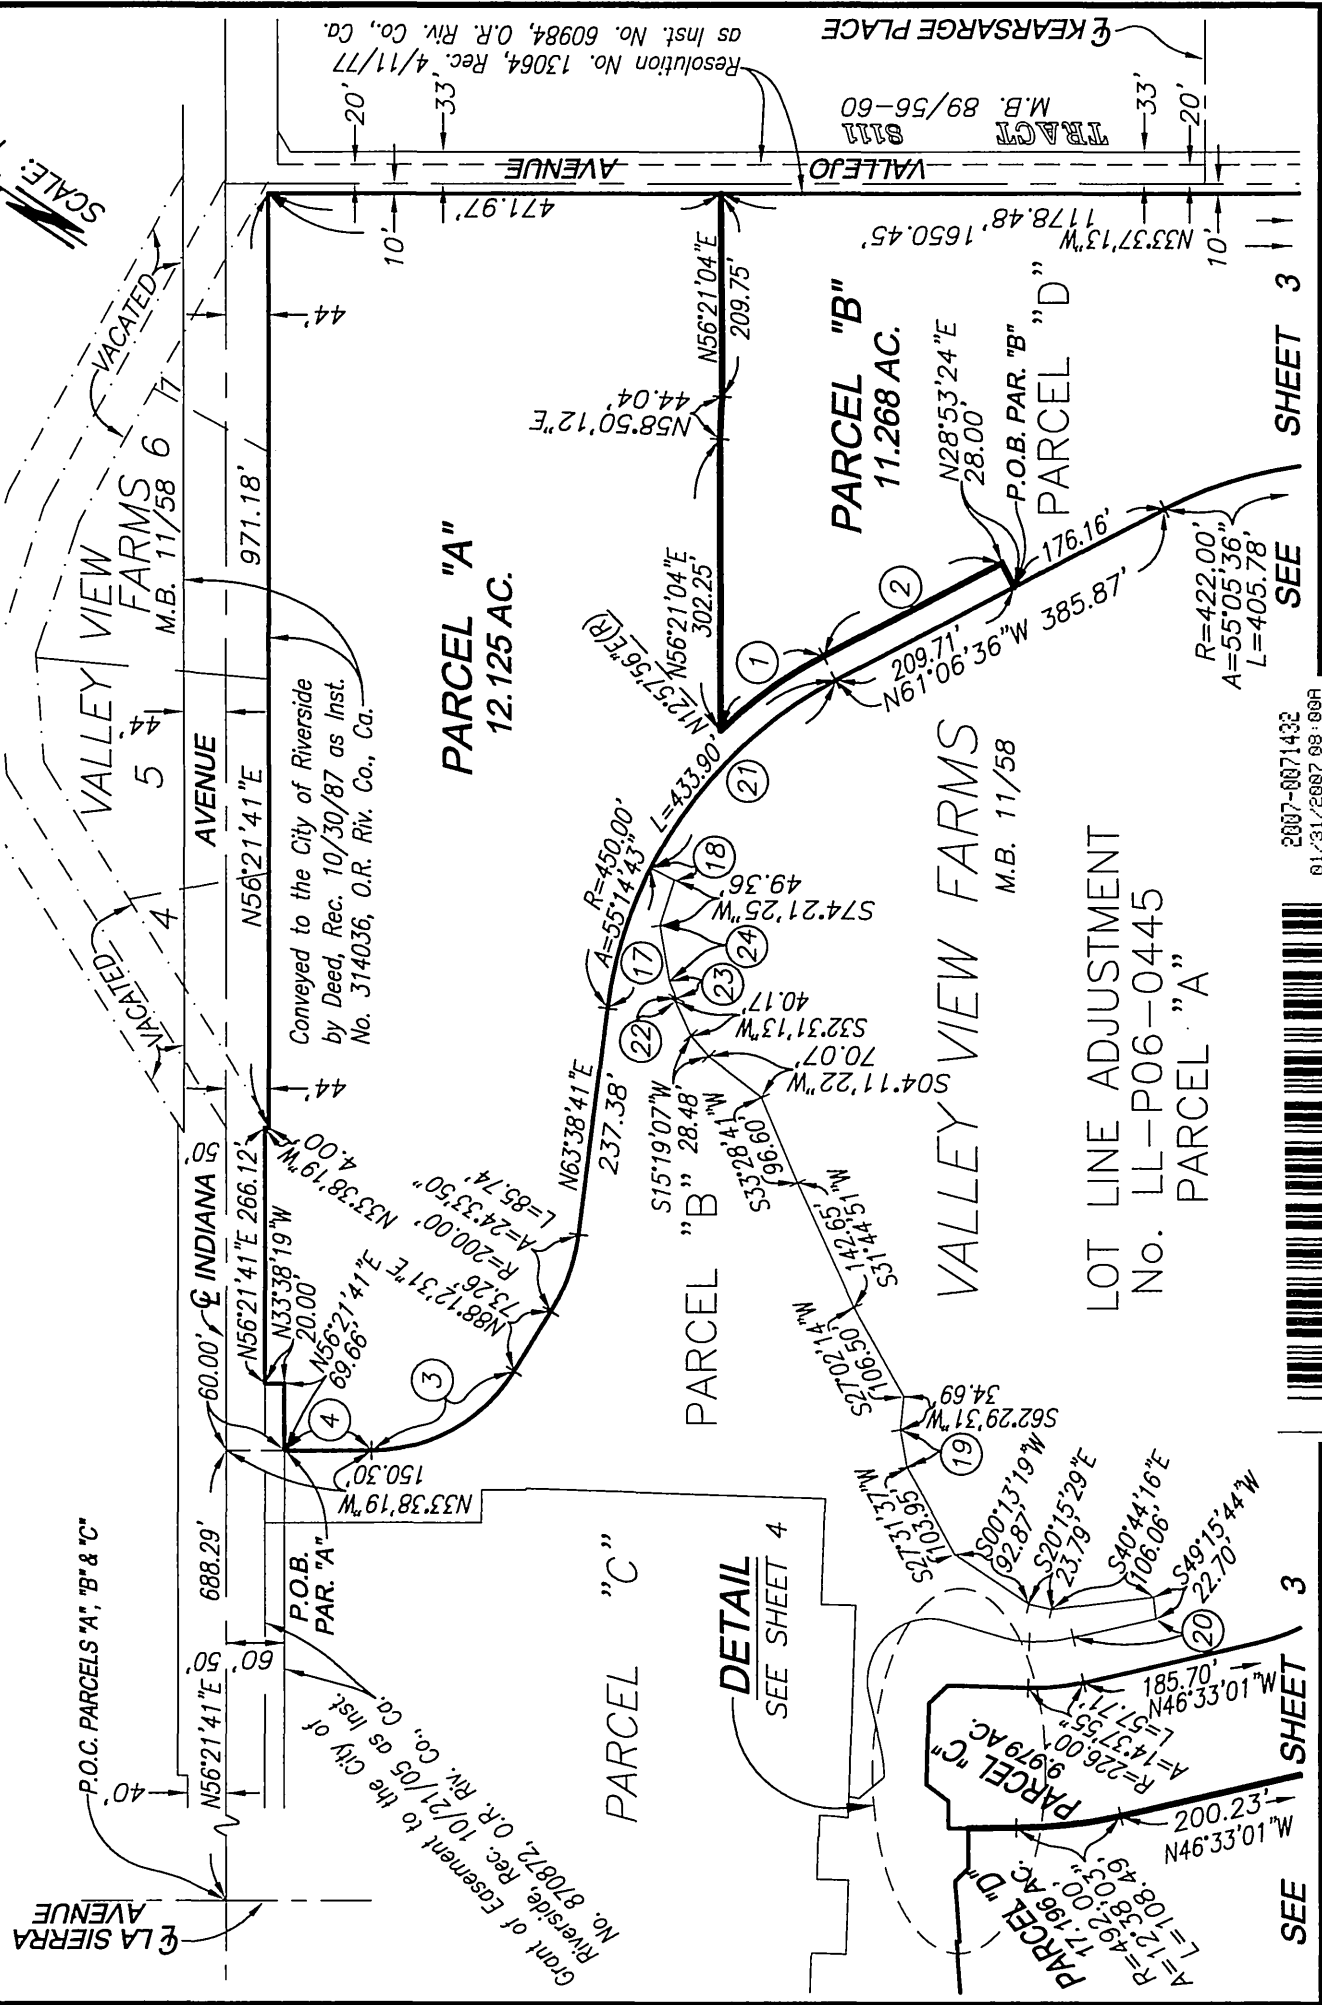 SCALE:
℄ LA SIERRA
AVENUE
P.O.C. PARCELS "A", "B" & "C"
40'
N56°21'41"E
688.29'
50'
60'
60.00'
℄ INDIANA
AVENUE
50'
N56°21'41"E 266.12'
N33°38'19"W
20.00'
N56°21'41"E
69.66'
N33°38'19"W
4.00'
44'
44'
44'
N56°21'41"E
971.18'
VACATED
VACATED
VALLEY VIEW
FARMS
M.B. 11/58
4
5
6
7
Conveyed to the City of Riverside
by Deed, Rec. 10/30/87 as Inst.
No. 314036, O.R. Riv. Co., Ca.
Grant of Easement to the City of
Riverside, Rec. 10/21/05 as Inst.
No. 870872, O.R. Riv. Co., Ca.
P.O.B.
PAR. "A"
N33°38'19"W
150.30'
4
3
N88°12'31"E
73.26'
R=200.00'
Δ=24°33'50"
L=85.74'
N63°38'41"E
237.38'
R=450.00'
Δ=55°14'43"
L=433.90'
17
18
21
22
23
24
PARCEL "A"
12.125 AC.
471.97'
10'
20'
33'
VALLEJO
AVENUE
Resolution No. 13064, Rec. 4/11/77
as Inst. No. 60984, O.R. Riv. Co., Ca.
TRACT 8111
M.B. 89/56-60
℄ KEARSARGE PLACE
33'
20'
10'
N33°37'13"W
1178.48'
1650.45'
N56°21'04"E
209.75'
N58°50'12"E
44.04'
N56°21'04"E
302.25'
N12°57'56"E(R)
1
2
PARCEL "B"
11.268 AC.
N28°53'24"E
28.00'
P.O.B. PAR. "B"
PARCEL "D"
176.16'
209.71'
N61°06'36"W 385.87'
R=422.00'
Δ=55°05'36"
L=405.78'
SEE SHEET 3
S74°21'25"W
49.36'
S32°31'13"W
40.17'
S04°11'22"W
70.07'
S15°19'07"W
28.48'
S33°28'41"W
96.60'
S31°44'51"W
142.65'
S27°02'14"W
106.50'
S62°29'31"W
34.69
19
S27°31'37"W
103.95'
S00°13'19"W
92.87'
S20°15'29"E
23.79'
S40°44'16"E
106.06'
S49°15'44"W
22.70'
20
PARCEL "B"
PARCEL "C"
DETAIL
SEE SHEET 4
VALLEY VIEW FARMS
M.B. 11/58
LOT LINE ADJUSTMENT
No. LL-P06-0445
PARCEL "A"
PARCEL "C"
9.979 AC.
R=226.00'
Δ=14°37'55"
L=57.71'
185.70'
N46°33'01"W
PARCEL "D"
17.196 AC.
R=492.00'
Δ=12°38'03"
L=108.49'
200.23'
N46°33'01"W
SEE SHEET 3
2007-0071432
01/31/2007 08:00A